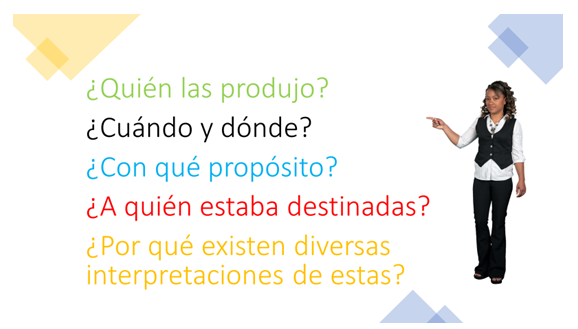 ¿Quién las produjo?
¿Cuándo y dónde?
¿Con qué propósito?
¿A quién estaba destinadas?
¿Por qué existen diversas
interpretaciones de estas?